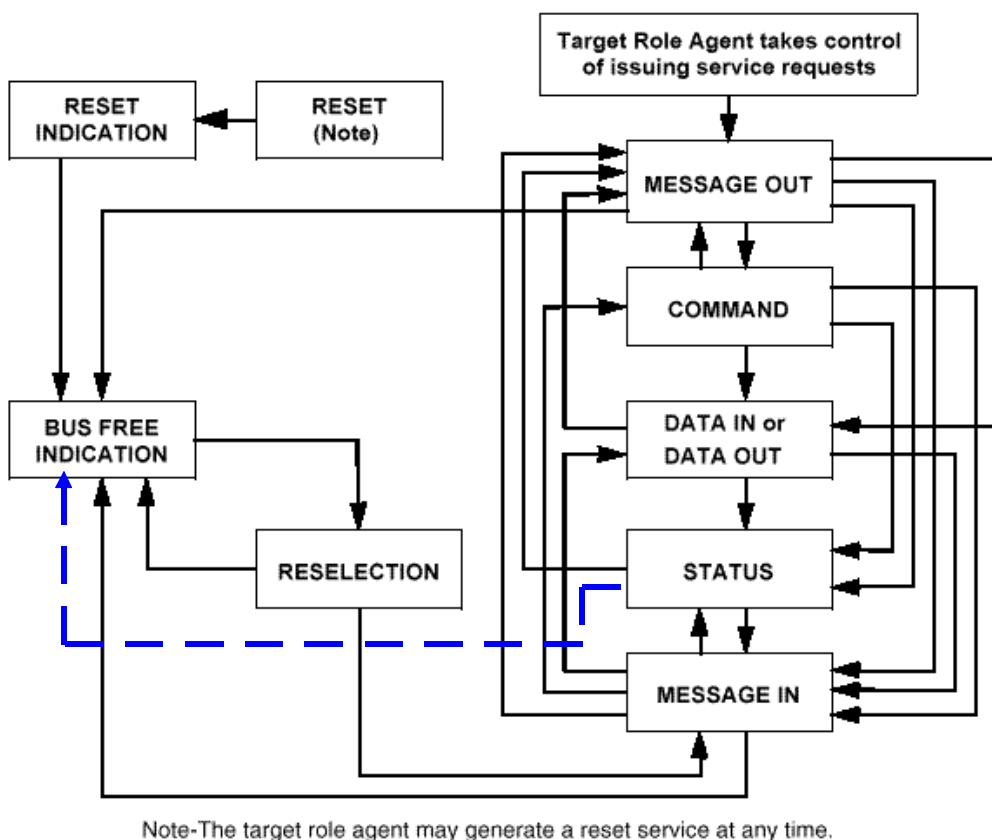 Target Role Agent takes control
of issuing service requests
RESET
INDICATION
RESET
(Note)
MESSAGE OUT
COMMAND
BUS FREE
INDICATION
DATA IN or
DATA OUT
RESELECTION
STATUS
MESSAGE IN
Note-The target role agent may generate a reset service at any time.